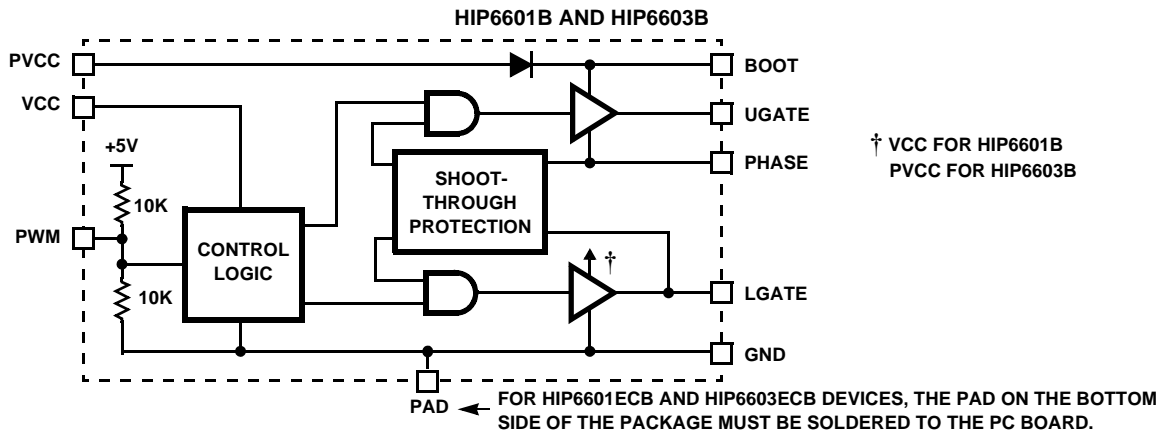 HIP6601B AND HIP6603B
PVCC
BOOT
VCC
UGATE
+5V
† VCC FOR HIP6601B
PVCC FOR HIP6603B
PHASE
SHOOT-
THROUGH
PROTECTION
10K
PWM
CONTROL
LOGIC
†
10K
LGATE
GND
PAD
FOR HIP6601ECB AND HIP6603ECB DEVICES, THE PAD ON THE BOTTOM
SIDE OF THE PACKAGE MUST BE SOLDERED TO THE PC BOARD.